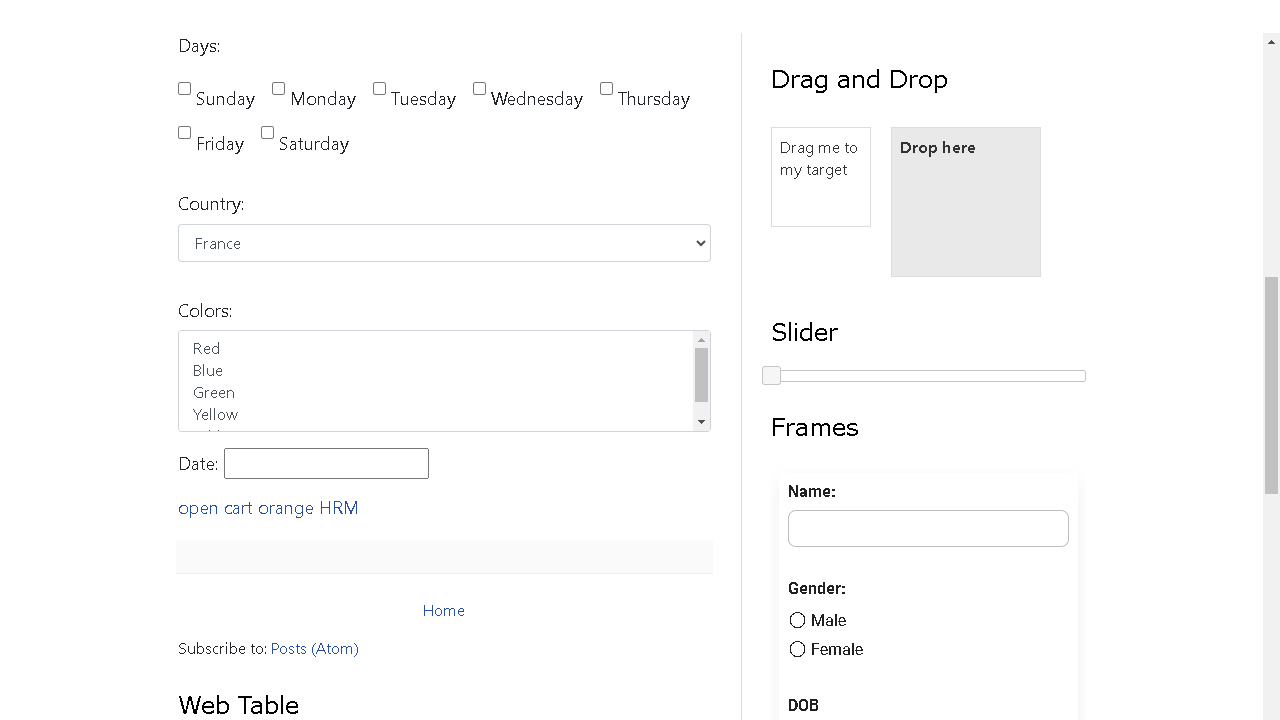 Days:
Sunday Monday Tuesday Wednesday Thursday
Friday Saturday
Country:
France
Colors:
Red
Blue
Green
Yellow
Date:
open cart orange HRM
Home
Subscribe to: Posts (Atom)
Web Table
Drag and Drop
Drag me to
my target
Drop here
Slider
Frames
Name:
Gender:
Male
Female
DOB